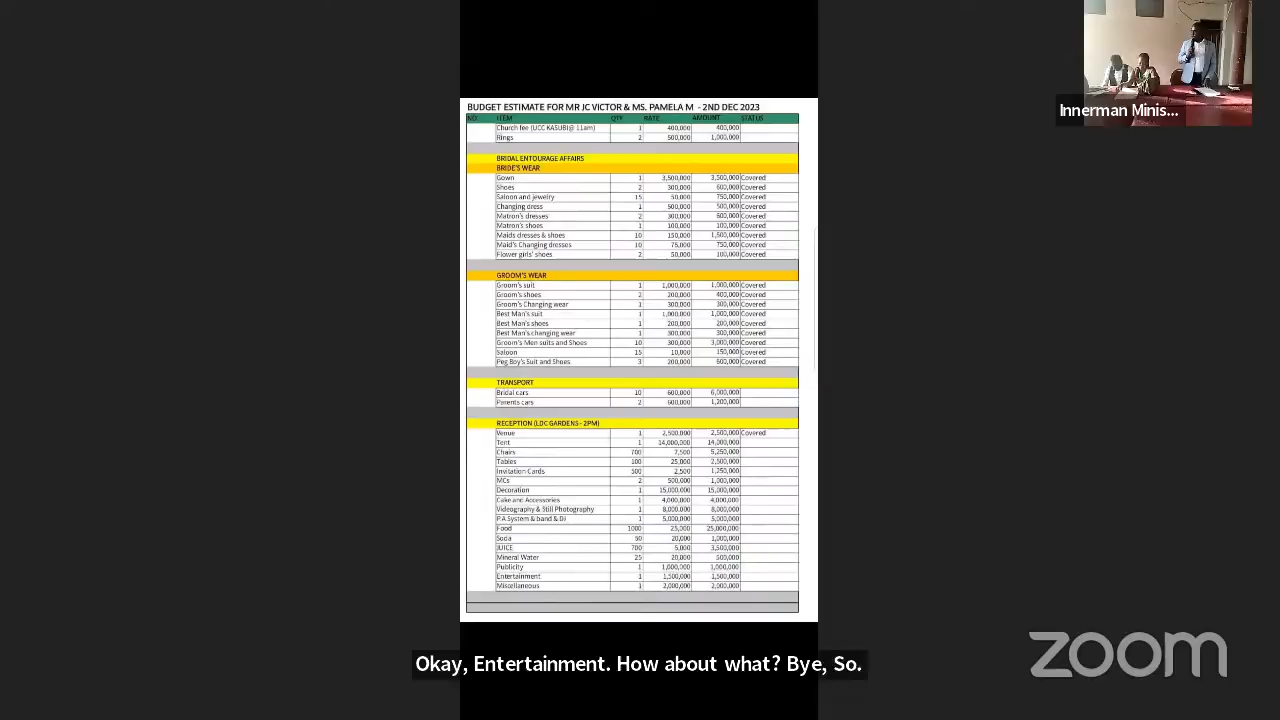 BUDGET ESTIMATE FOR MR JC VICTOR & MS. PAMELA M - 2ND DEC 2023
NO ITEM QTY RATE AMOUNT STATUS
Church fee (UCC KASUBI@ 11am) 1 400,000 400,000
Rings 2 500,000 1,000,000
BRIDAL ENTOURAGE AFFAIRS
BRIDE'S WEAR
Gown 1 3,500,000 3,500,000 Covered
Shoes 2 300,000 600,000 Covered
Saloon and jewelry 15 50,000 750,000 Covered
Changing dress 1 500,000 500,000 Covered
Matron's dresses 2 300,000 600,000 Covered
Matron's shoes 1 100,000 100,000 Covered
Maids dresses & shoes 10 150,000 1,500,000 Covered
Maid's Changing dresses 10 75,000 750,000 Covered
Flower girls' shoes 2 50,000 100,000 Covered
GROOM'S WEAR
Groom's suit 1 1,000,000 1,000,000 Covered
Groom's shoes 2 200,000 400,000 Covered
Groom's Changing wear 1 300,000 300,000 Covered
Best Man's suit 1 1,000,000 1,000,000 Covered
Best Man's shoes 1 200,000 200,000 Covered
Best Man's changing wear 1 300,000 300,000 Covered
Groom's Men suits and Shoes 10 300,000 3,000,000 Covered
Saloon 15 10,000 150,000 Covered
Peg Boy's Suit and Shoes 3 200,000 600,000 Covered
TRANSPORT
Bridal cars 10 600,000 6,000,000
Parents cars 2 600,000 1,200,000
RECEPTION (LDC GARDENS - 2PM)
Venue 1 2,500,000 2,500,000 Covered
Tent 1 14,000,000 14,000,000
Chairs 700 7,500 5,250,000
Tables 100 25,000 2,500,000
Invitation Cards 500 2,500 1,250,000
MCs 2 500,000 1,000,000
Decoration 1 15,000,000 15,000,000
Cake and Accessories 1 4,000,000 4,000,000
Videography & Still Photography 1 8,000,000 8,000,000
P.A System & band & DJ 1 5,000,000 5,000,000
Food 1000 25,000 25,000,000
Soda 50 20,000 1,000,000
JUICE 700 5,000 3,500,000
Mineral Water 25 20,000 500,000
Publicity 1 1,000,000 1,000,000
Entertainment 1 1,500,000 1,500,000
Miscellaneous 1 2,000,000 2,000,000
Innerman Minis...
Okay, Entertainment. How about what? Bye, So.
zoom